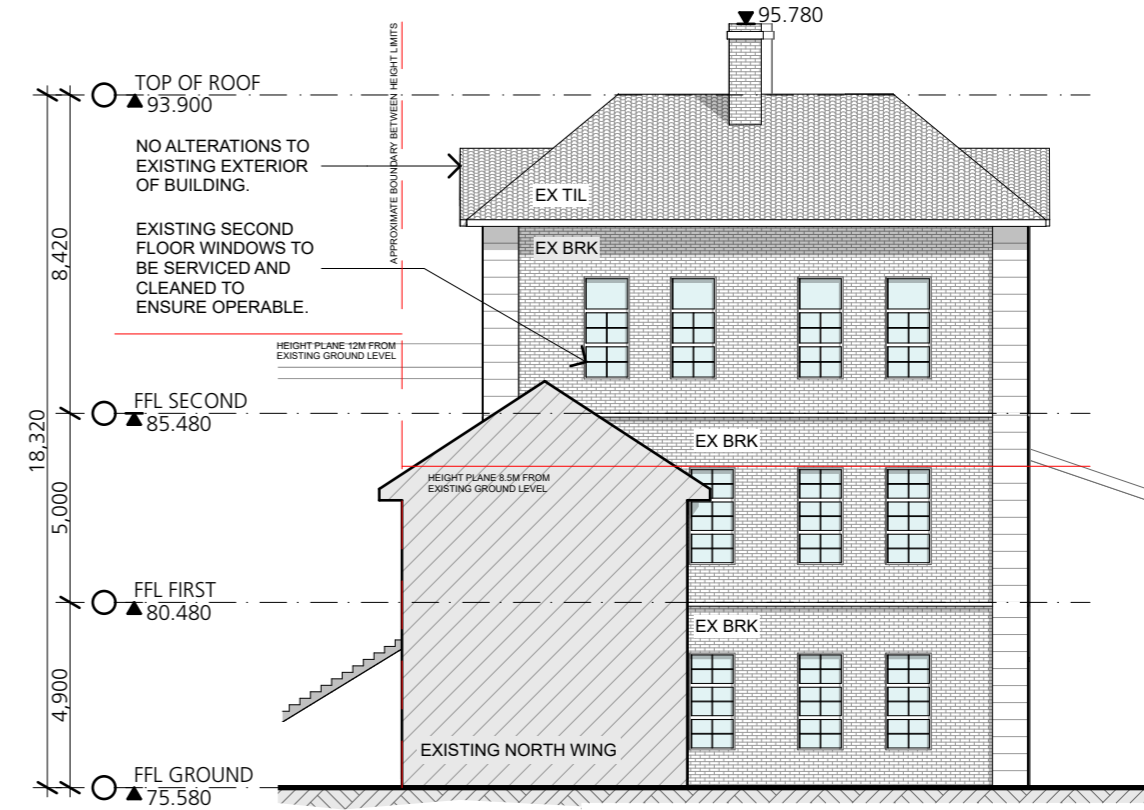 95.780
TOP OF ROOF
93.900
APPROXIMATE BOUNDARY BETWEEN HEIGHT LIMITS
NO ALTERATIONS TO
EXISTING EXTERIOR
OF BUILDING.
EX TIL
EXISTING SECOND
FLOOR WINDOWS TO
BE SERVICED AND
CLEANED TO
ENSURE OPERABLE.
EX BRK
8,420
HEIGHT PLANE 12M FROM
EXISTING GROUND LEVEL
FFL SECOND
85.480
18,320
EX BRK
HEIGHT PLANE 8.5M FROM
EXISTING GROUND LEVEL
5,000
FFL FIRST
80.480
EX BRK
4,900
EXISTING NORTH WING
FFL GROUND
75.580